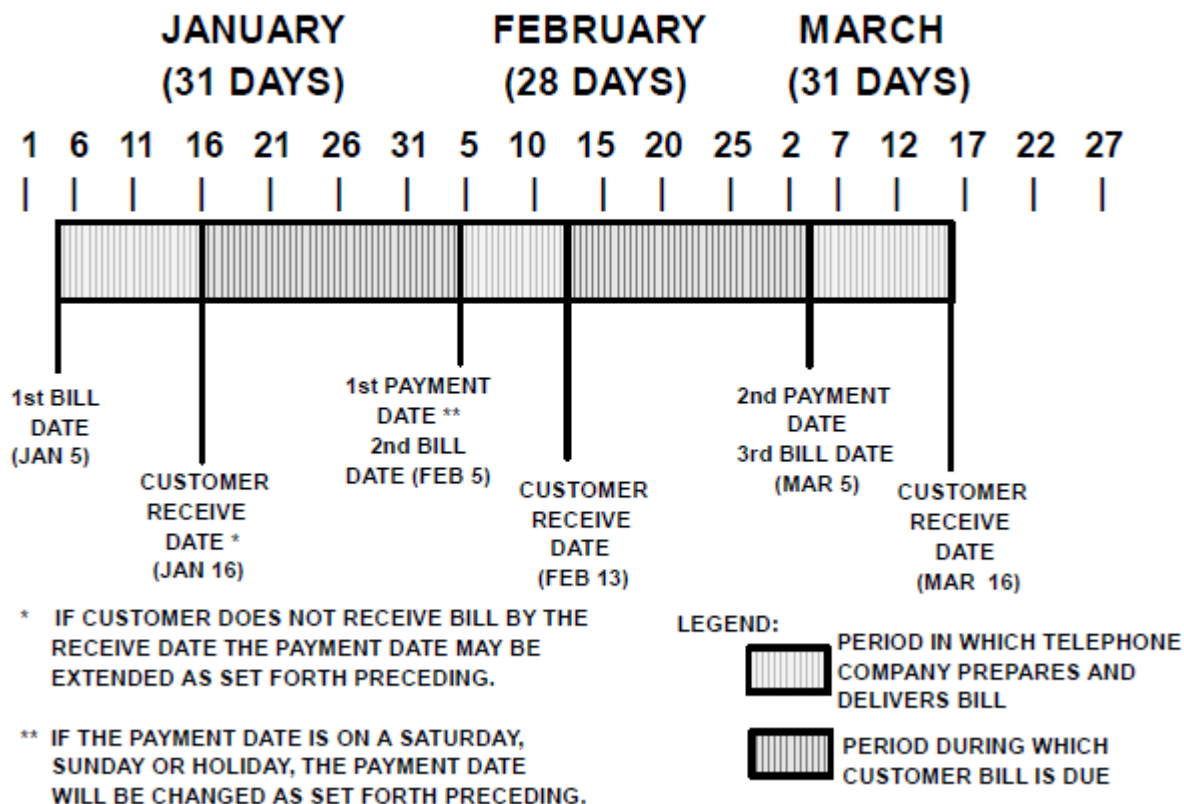 JANUARY FEBRUARY MARCH
(31 DAYS) (28 DAYS) (31 DAYS)
1 6 11 16 21 26 31 5 10 15 20 25 2 7 12 17 22 27
1st BILL
DATE
(JAN 5)
CUSTOMER
RECEIVE
DATE *
(JAN 16)
1st PAYMENT
DATE **
2nd BILL
DATE (FEB 5)
CUSTOMER
RECEIVE
DATE
(FEB 13)
2nd PAYMENT
DATE
3rd BILL DATE
(MAR 5)
CUSTOMER
RECEIVE
DATE
(MAR 16)
* IF CUSTOMER DOES NOT RECEIVE BILL BY THE
RECEIVE DATE THE PAYMENT DATE MAY BE
EXTENDED AS SET FORTH PRECEDING.
** IF THE PAYMENT DATE IS ON A SATURDAY,
SUNDAY OR HOLIDAY, THE PAYMENT DATE
WILL BE CHANGED AS SET FORTH PRECEDING.
LEGEND:
PERIOD IN WHICH TELEPHONE
COMPANY PREPARES AND
DELIVERS BILL
PERIOD DURING WHICH
CUSTOMER BILL IS DUE